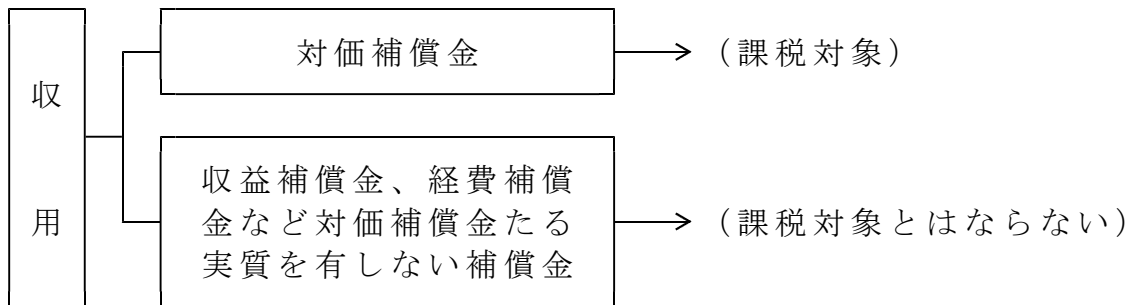 収用
対価補償金
(課税対象)
収益補償金、経費補償
金など対価補償金たる
実質を有しない補償金
(課税対象とはならない)